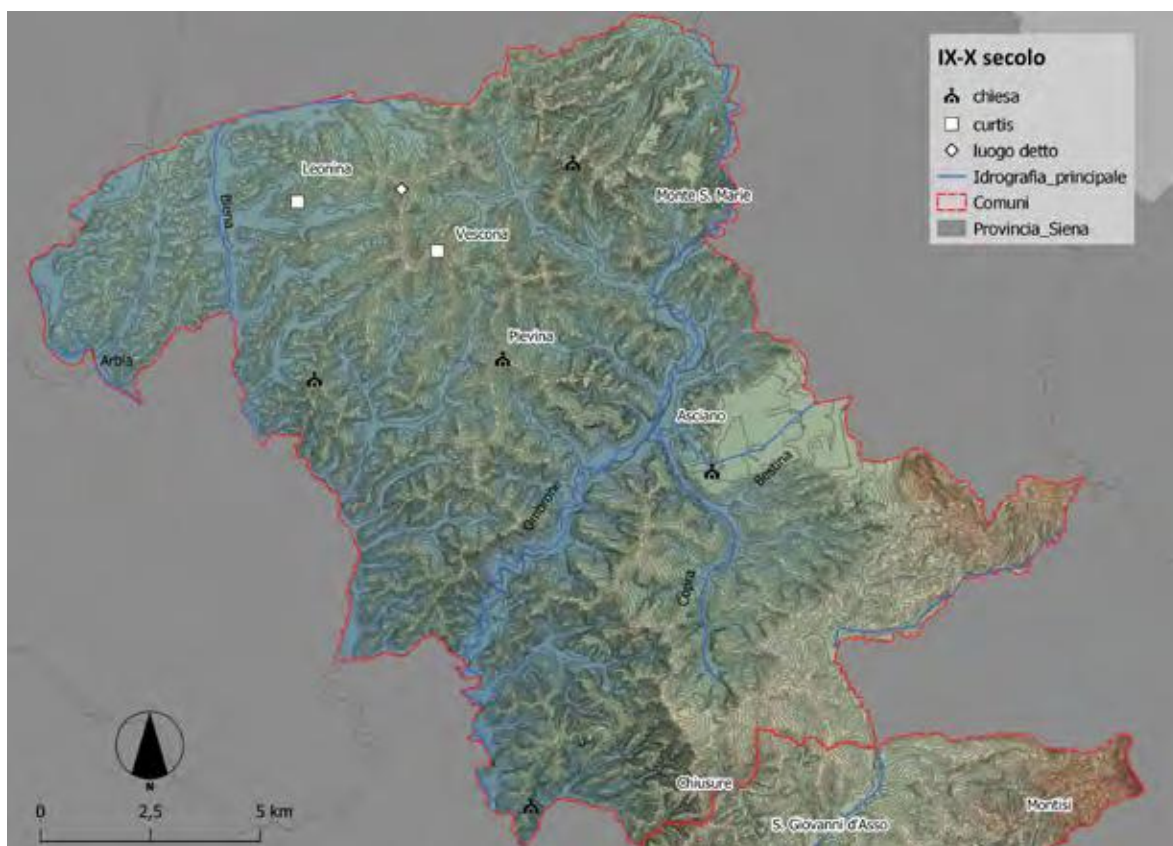 IX-X secolo
chiesa
curtis
luogo detto
Idrografia_principale
Comuni
Provincia_Siena
Leonina
Biena
Monte S. Marie
Vescona
Pievina
Arbia
Asciano
Bestina
Ombrone
Copra
Chiusure
Montisi
S. Giovanni d'Asso
N
0 2,5 5 km